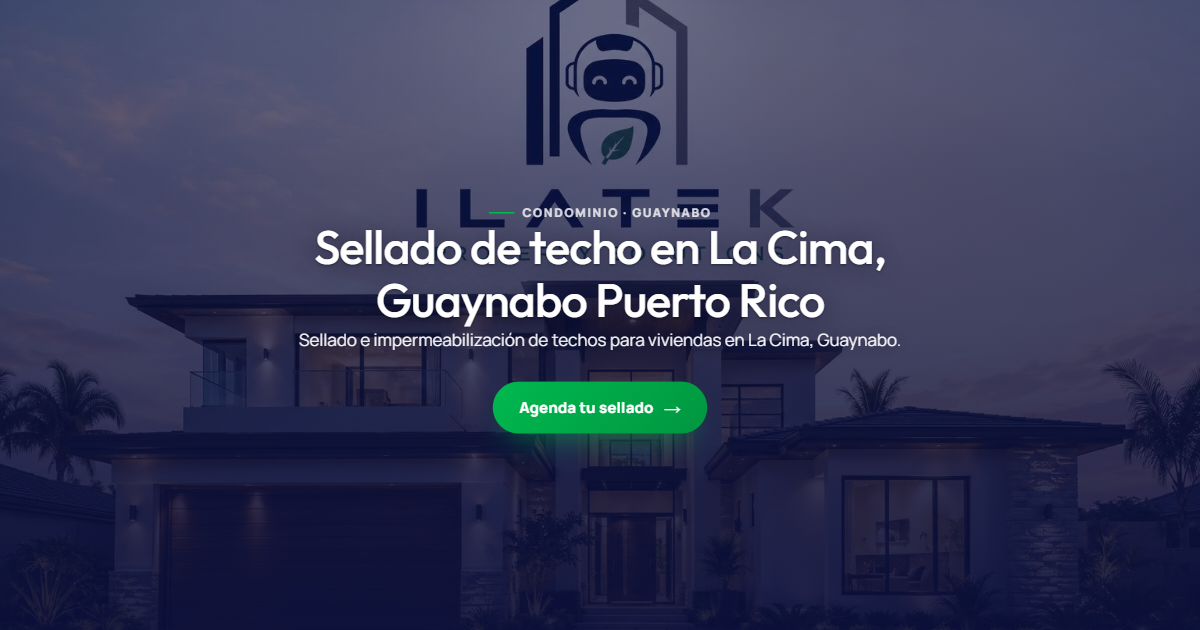 ILATEK
CONDOMINIO · GUAYNABO
Sellado de techo en La Cima,
Guaynabo Puerto Rico
Sellado e impermeabilización de techos para viviendas en La Cima, Guaynabo.
Agenda tu sellado →